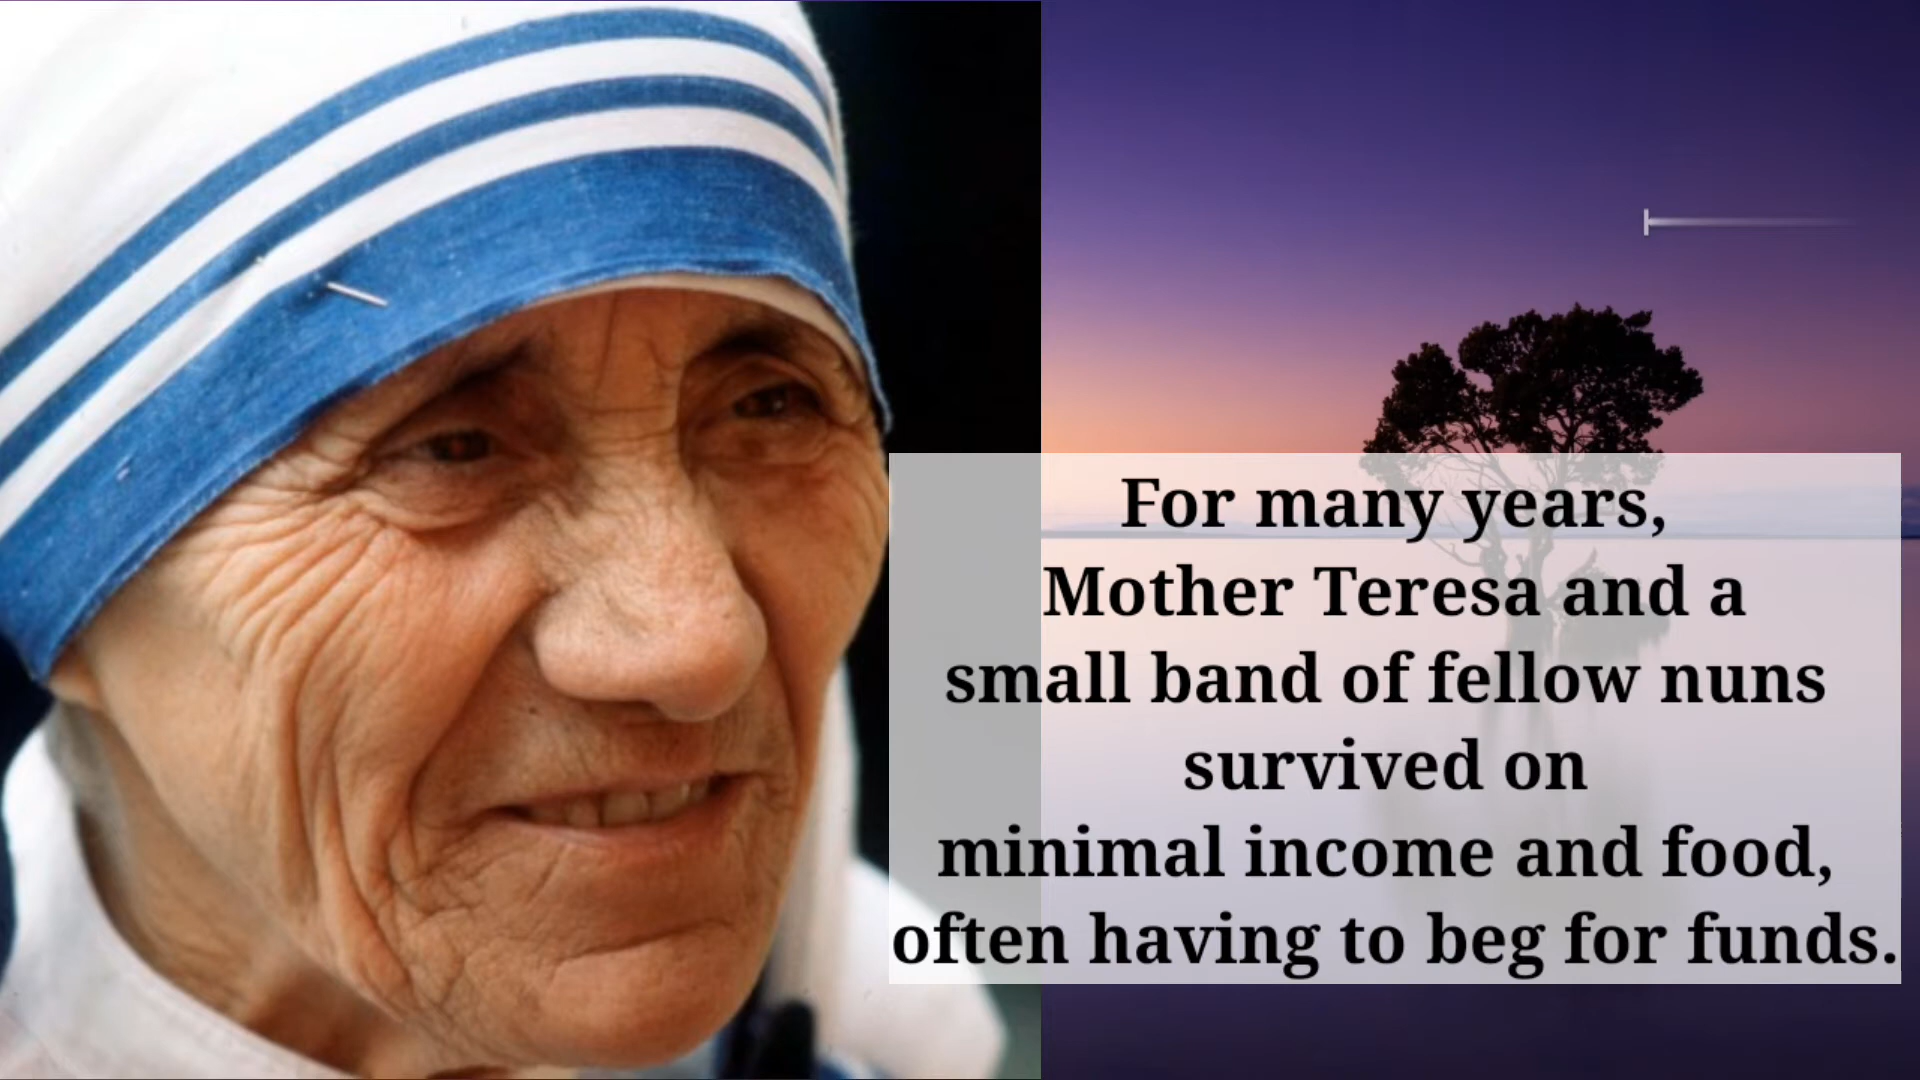 For many years,
Mother Teresa and a
small band of fellow nuns
survived on
minimal income and food,
often having to beg for funds.